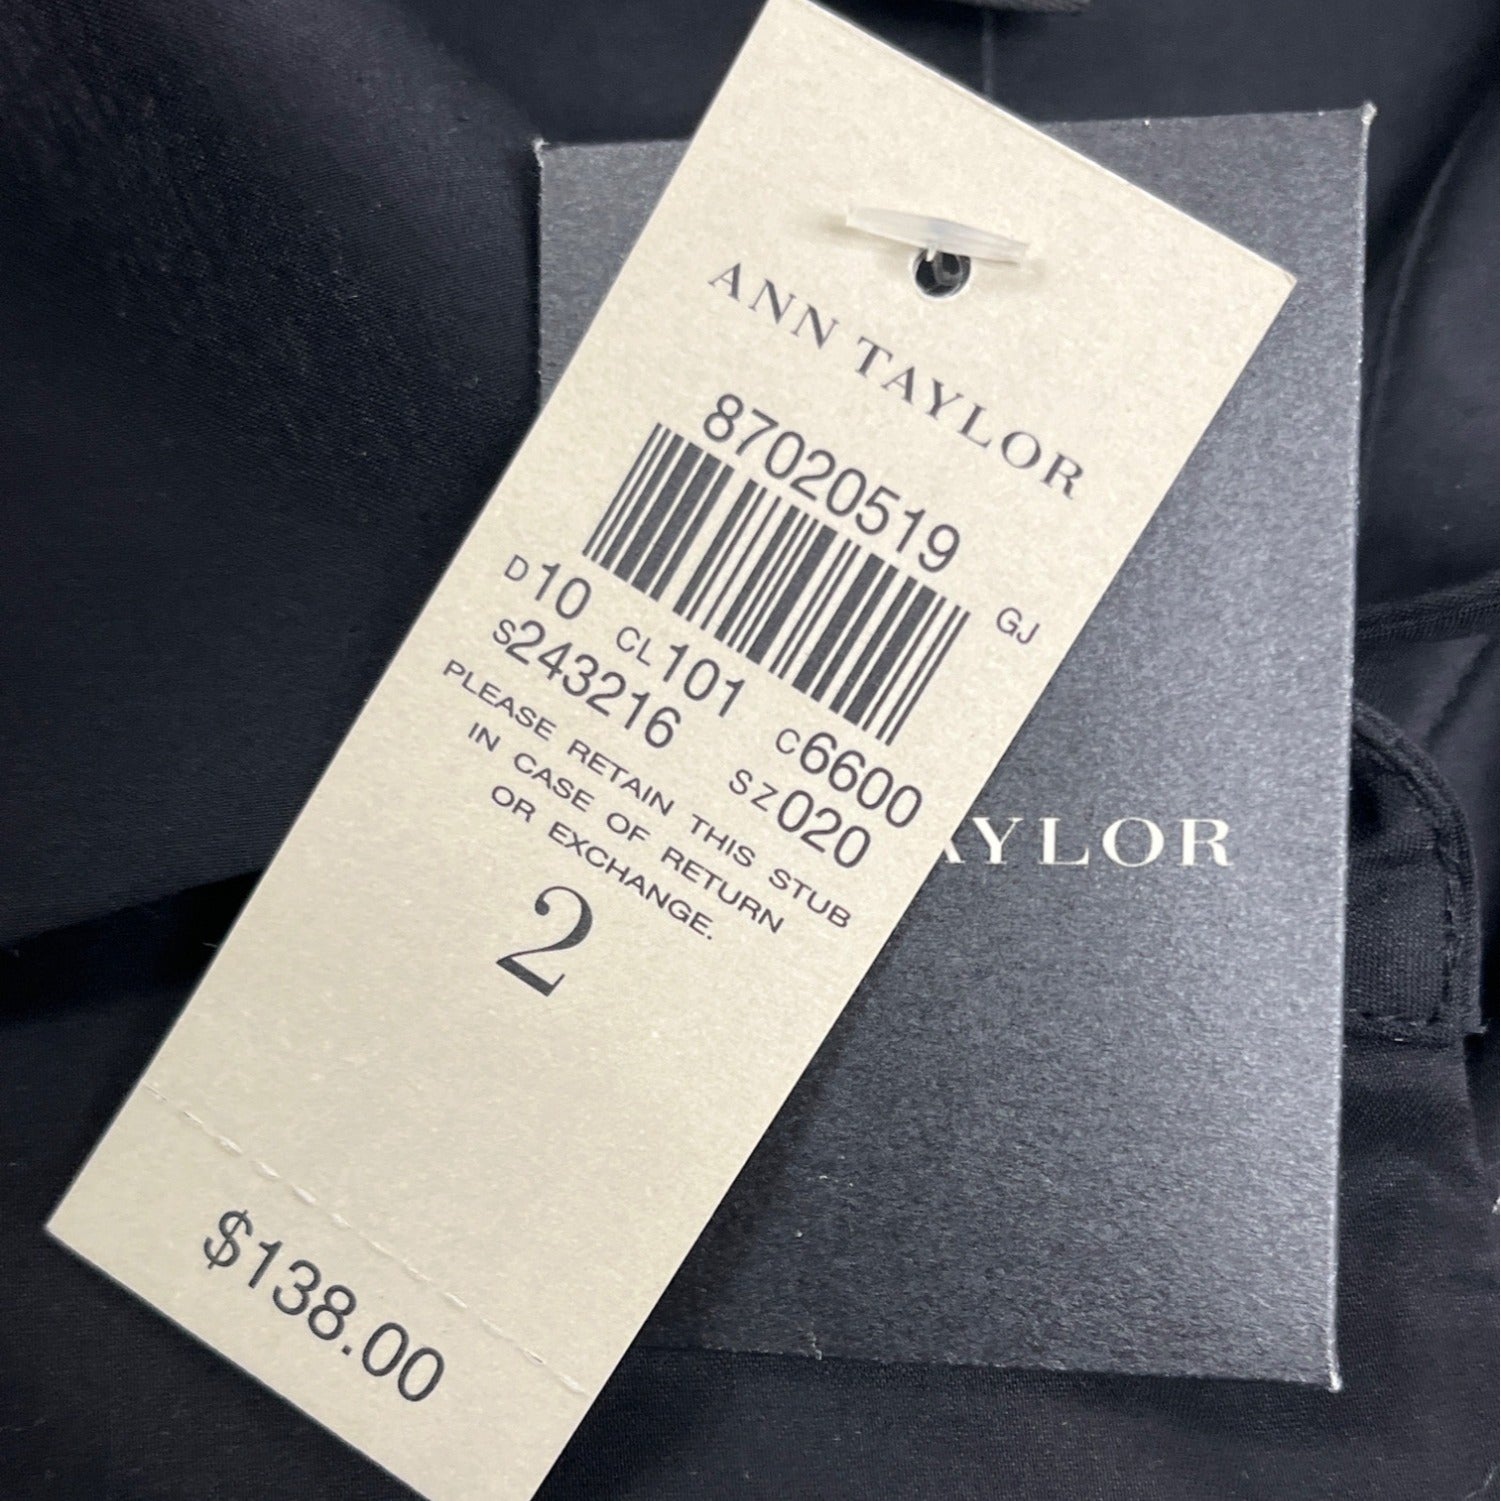 ANN TAYLOR
87020519
GJ
D10 CL101 C6600
S243216 SZ020
PLEASE RETAIN THIS STUB
IN CASE OF RETURN
OR EXCHANGE.
2
$138.00
AYLOR